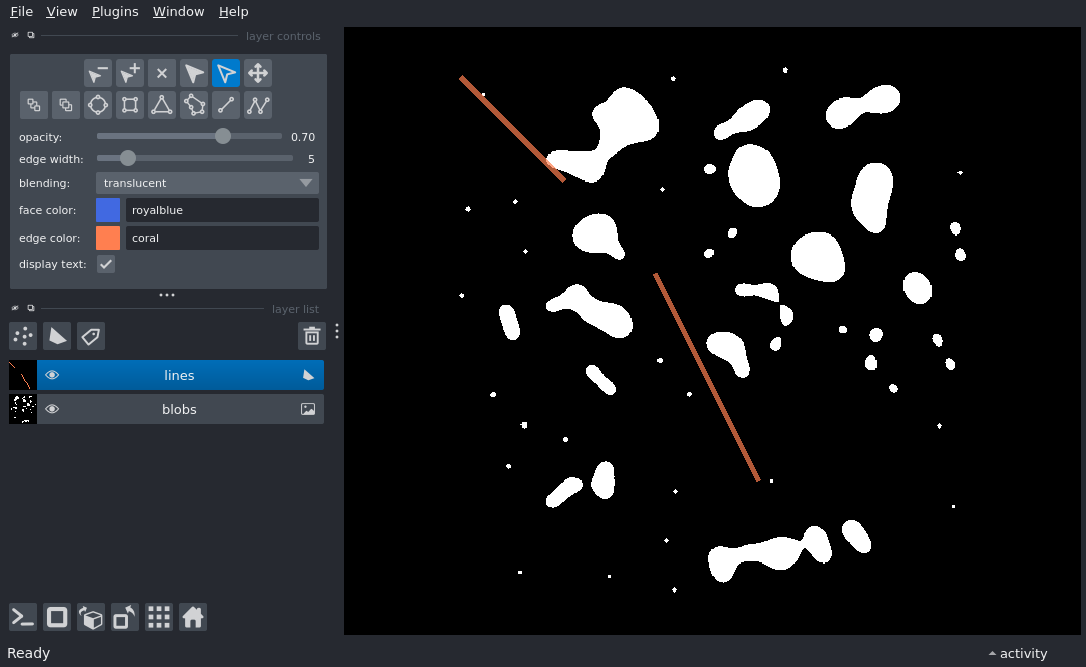 File View Plugins Window Help
layer controls
opacity: 0.70
edge width: 5
blending: translucent
face color: royalblue
edge color: coral
display text:
layer list
lines
blobs
Ready activity